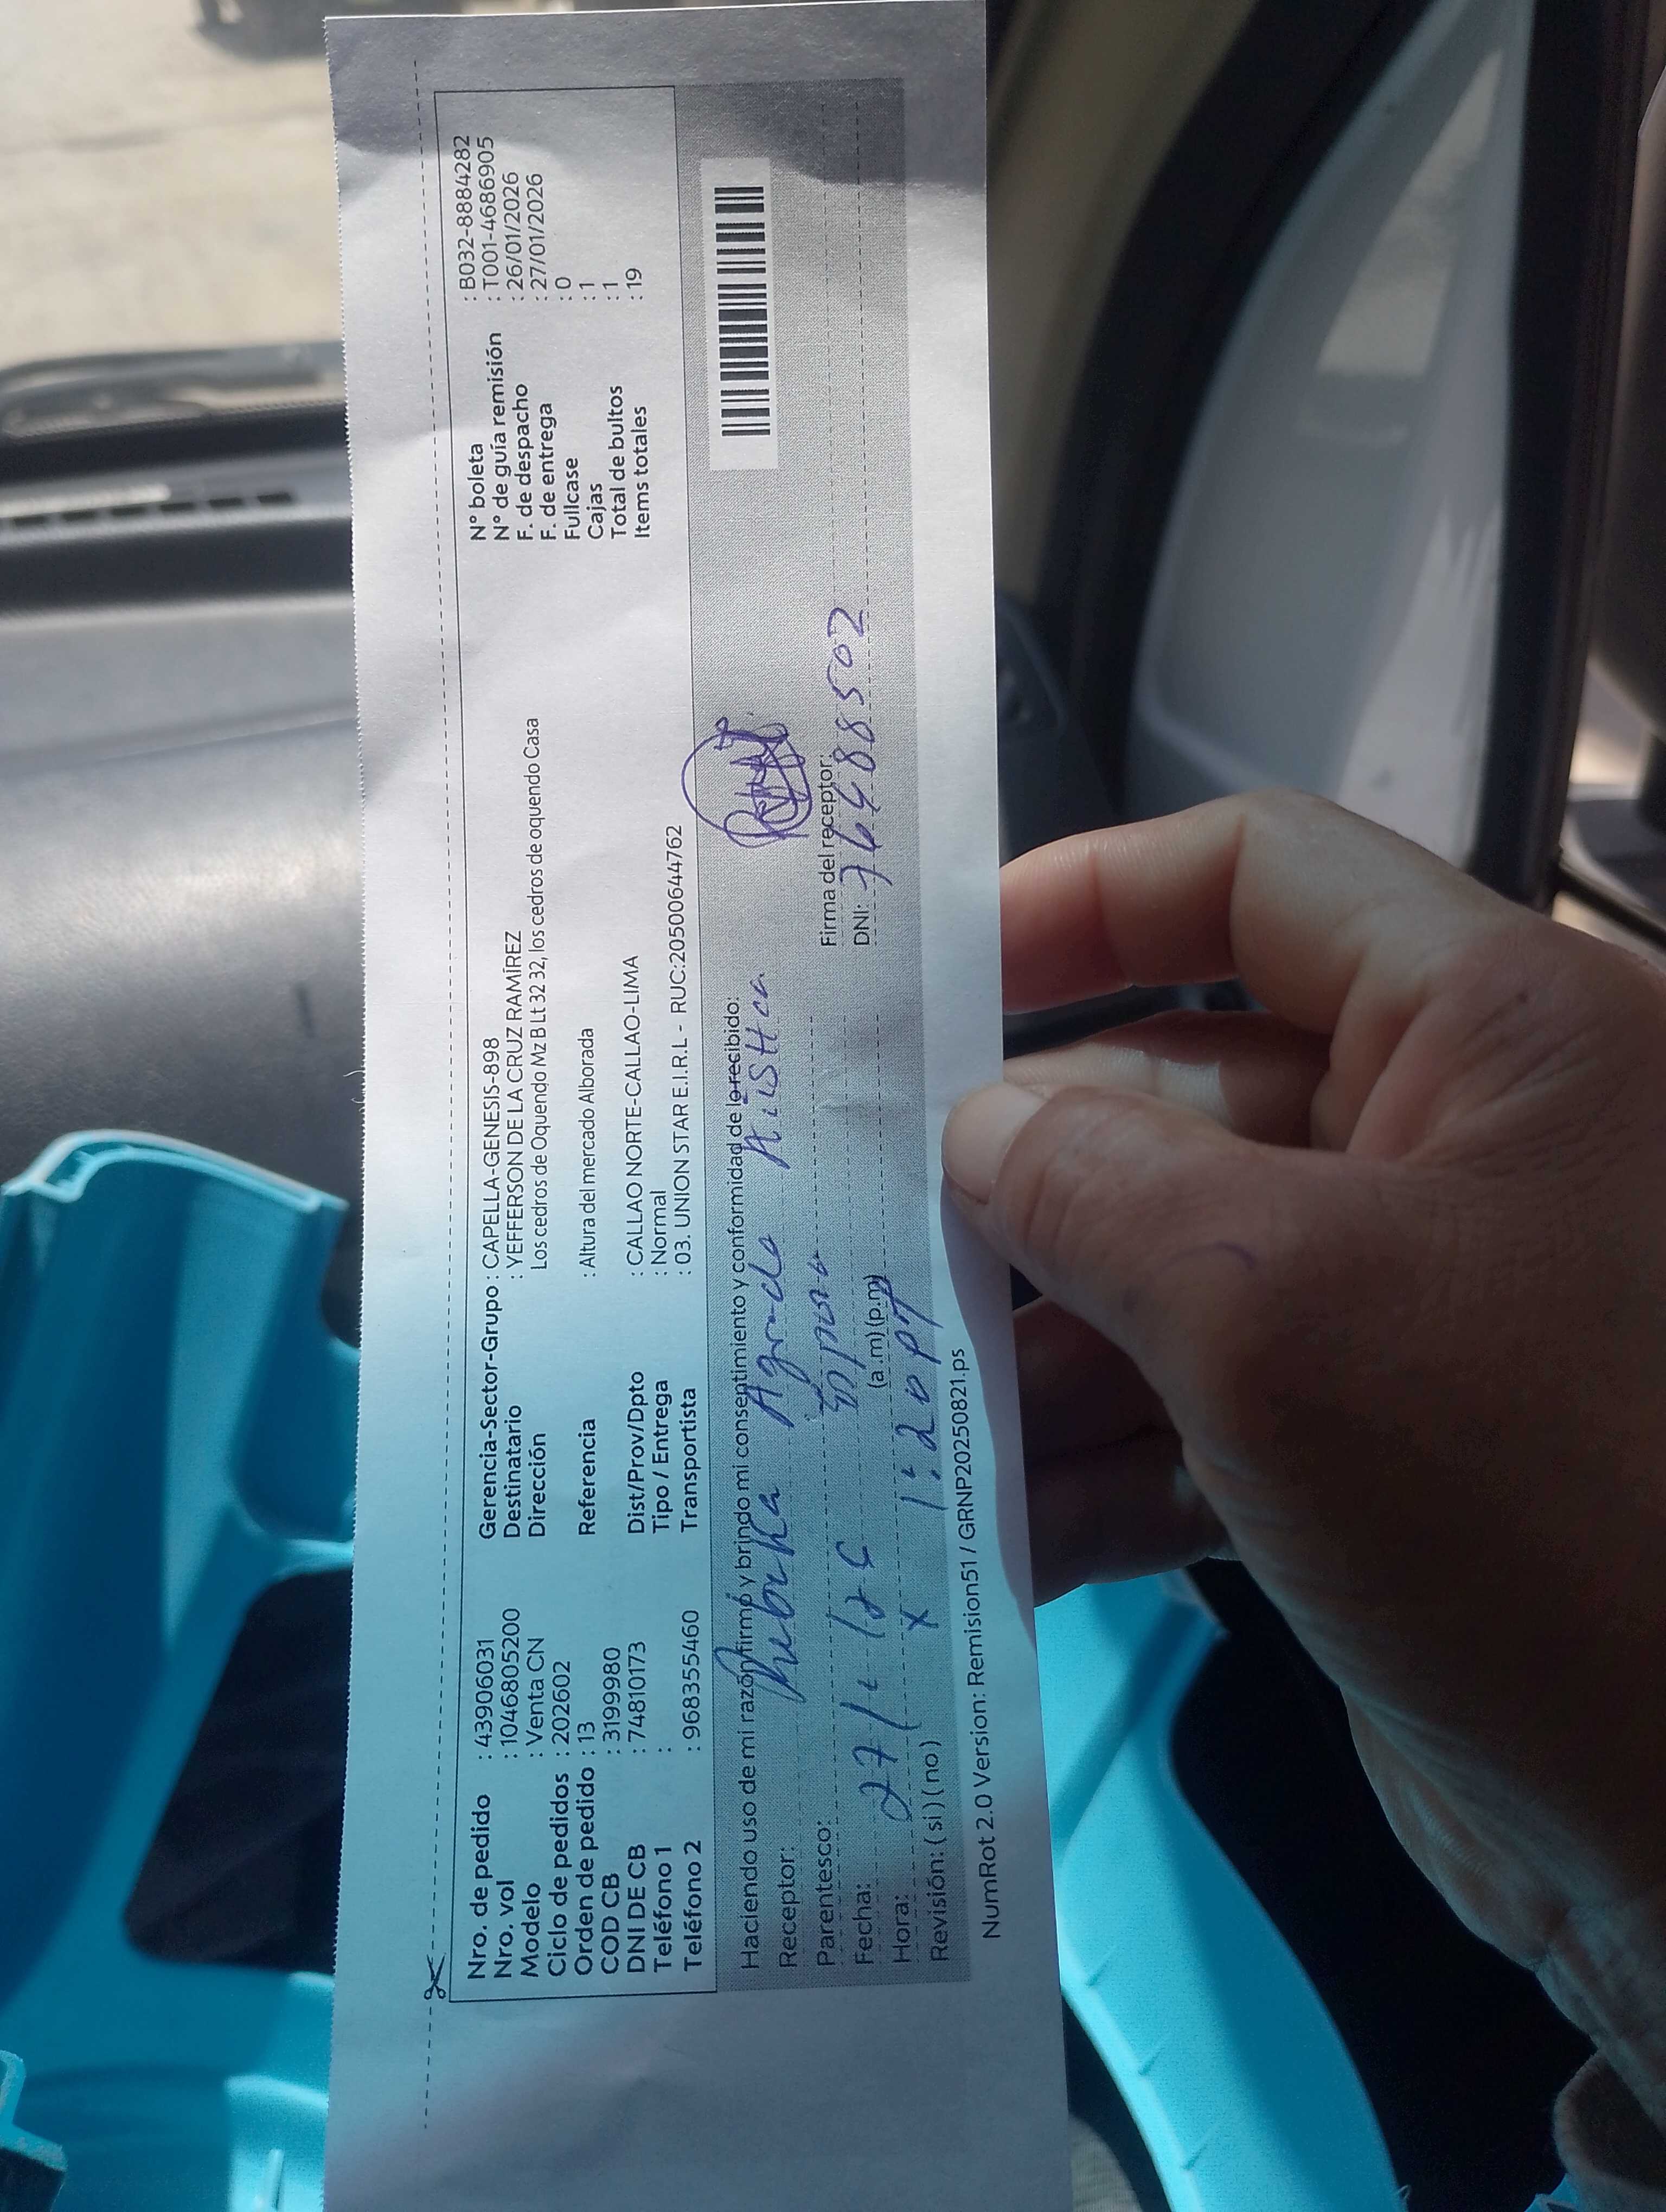 Nro. de pedido : 43906031
Nro. vol : 1046805200
Modelo : Venta CN
Ciclo de pedidos : 202602
Orden de pedido : 13
COD CB : 3199980
DNI DE CB : 74810173
Teléfono 1 :
Teléfono 2 : 968355460
Gerencia-Sector-Grupo : CAPELLA-GENESIS-898
Destinatario : YEFFERSON DE LA CRUZ RAMÍREZ
Dirección Los cedros de Oquendo Mz B Lt 32 32, los cedros de oquendo Casa
Referencia : Altura del mercado Alborada
Dist/Prov/Dpto : CALLAO NORTE-CALLAO-LIMA
Tipo / Entrega : Normal
Transportista : 03. UNION STAR E.I.R.L - RUC:20500644762
N° boleta : B032-8884282
N° de guía remisión : T001-4686905
F. de despacho : 26/01/2026
F. de entrega : 27/01/2026
Fullcase : 0
Cajas : 1
Total de bultos : 1
Items totales : 19
Haciendo uso de mi razón firmo y brindo mi consentimiento y conformidad de lo recibido:
Receptor:
Parentesco:
Fecha:
Hora: 1:20 (a.m) (p.m)
Revisión: (si) (no)
Firma del receptor:
DNI:
NumRot 2.0 Version: Remision51 / GRNP20250821.ps